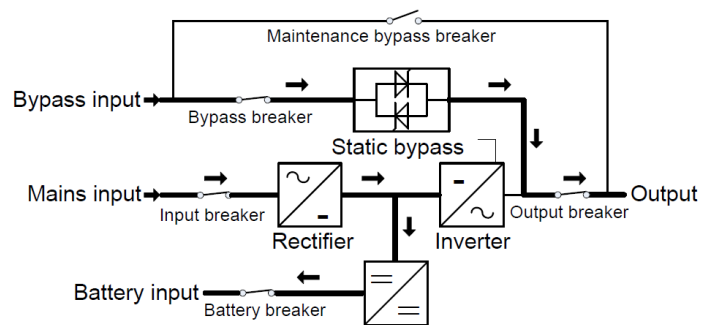 Maintenance bypass breaker
Bypass input
Bypass breaker
Static bypass
Mains input
Input breaker
Rectifier
Inverter
Output breaker
Output
Battery input
Battery breaker